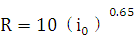 R = 10 (i₀)^0.65